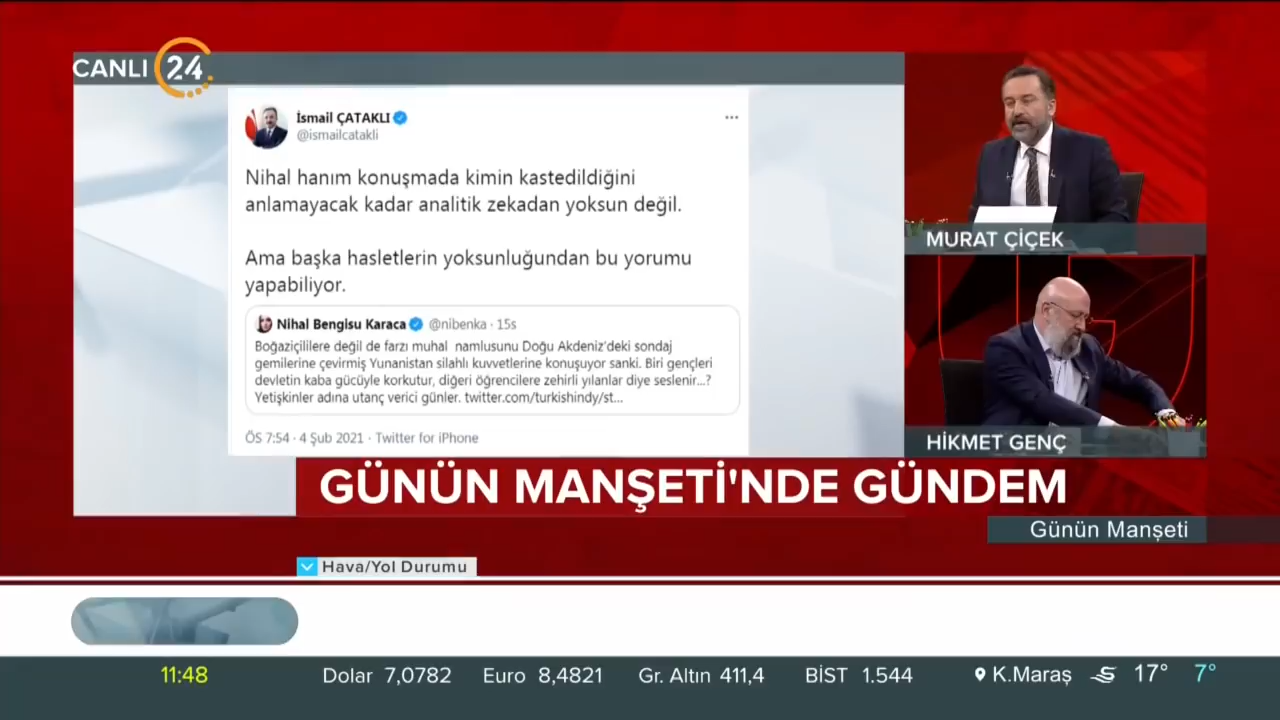 CANLI 24
İsmail ÇATAKLI
@ismailcatakli
Nihal hanım konuşmada kimin kastedildiğini
anlamayacak kadar analitik zekadan yoksun değil.
Ama başka hasletlerin yoksunluğundan bu yorumu
yapabiliyor.
Nihal Bengisu Karaca @nibenka · 15s
Boğaziçililere değil de farzı muhal namlusunu Doğu Akdeniz'deki sondaj
gemilerine çevirmiş Yunanistan silahlı kuvvetlerine konuşuyor sanki. Biri gençleri
devletin kaba gücüyle korkutur, diğeri öğrencilere zehirli yılanlar diye seslenir...?
Yetişkinler adına utanç verici günler. twitter.com/turkishindy/st...
ÖS 7:54 · 4 Şub 2021 · Twitter for iPhone
MURAT ÇİÇEK
HİKMET GENÇ
GÜNÜN MANŞETİ'NDE GÜNDEM
Günün Manşeti
Hava/Yol Durumu
11:48 Dolar 7,0782 Euro 8,4821 Gr. Altın 411,4 BİST 1.544 K.Maraş 17° 7°